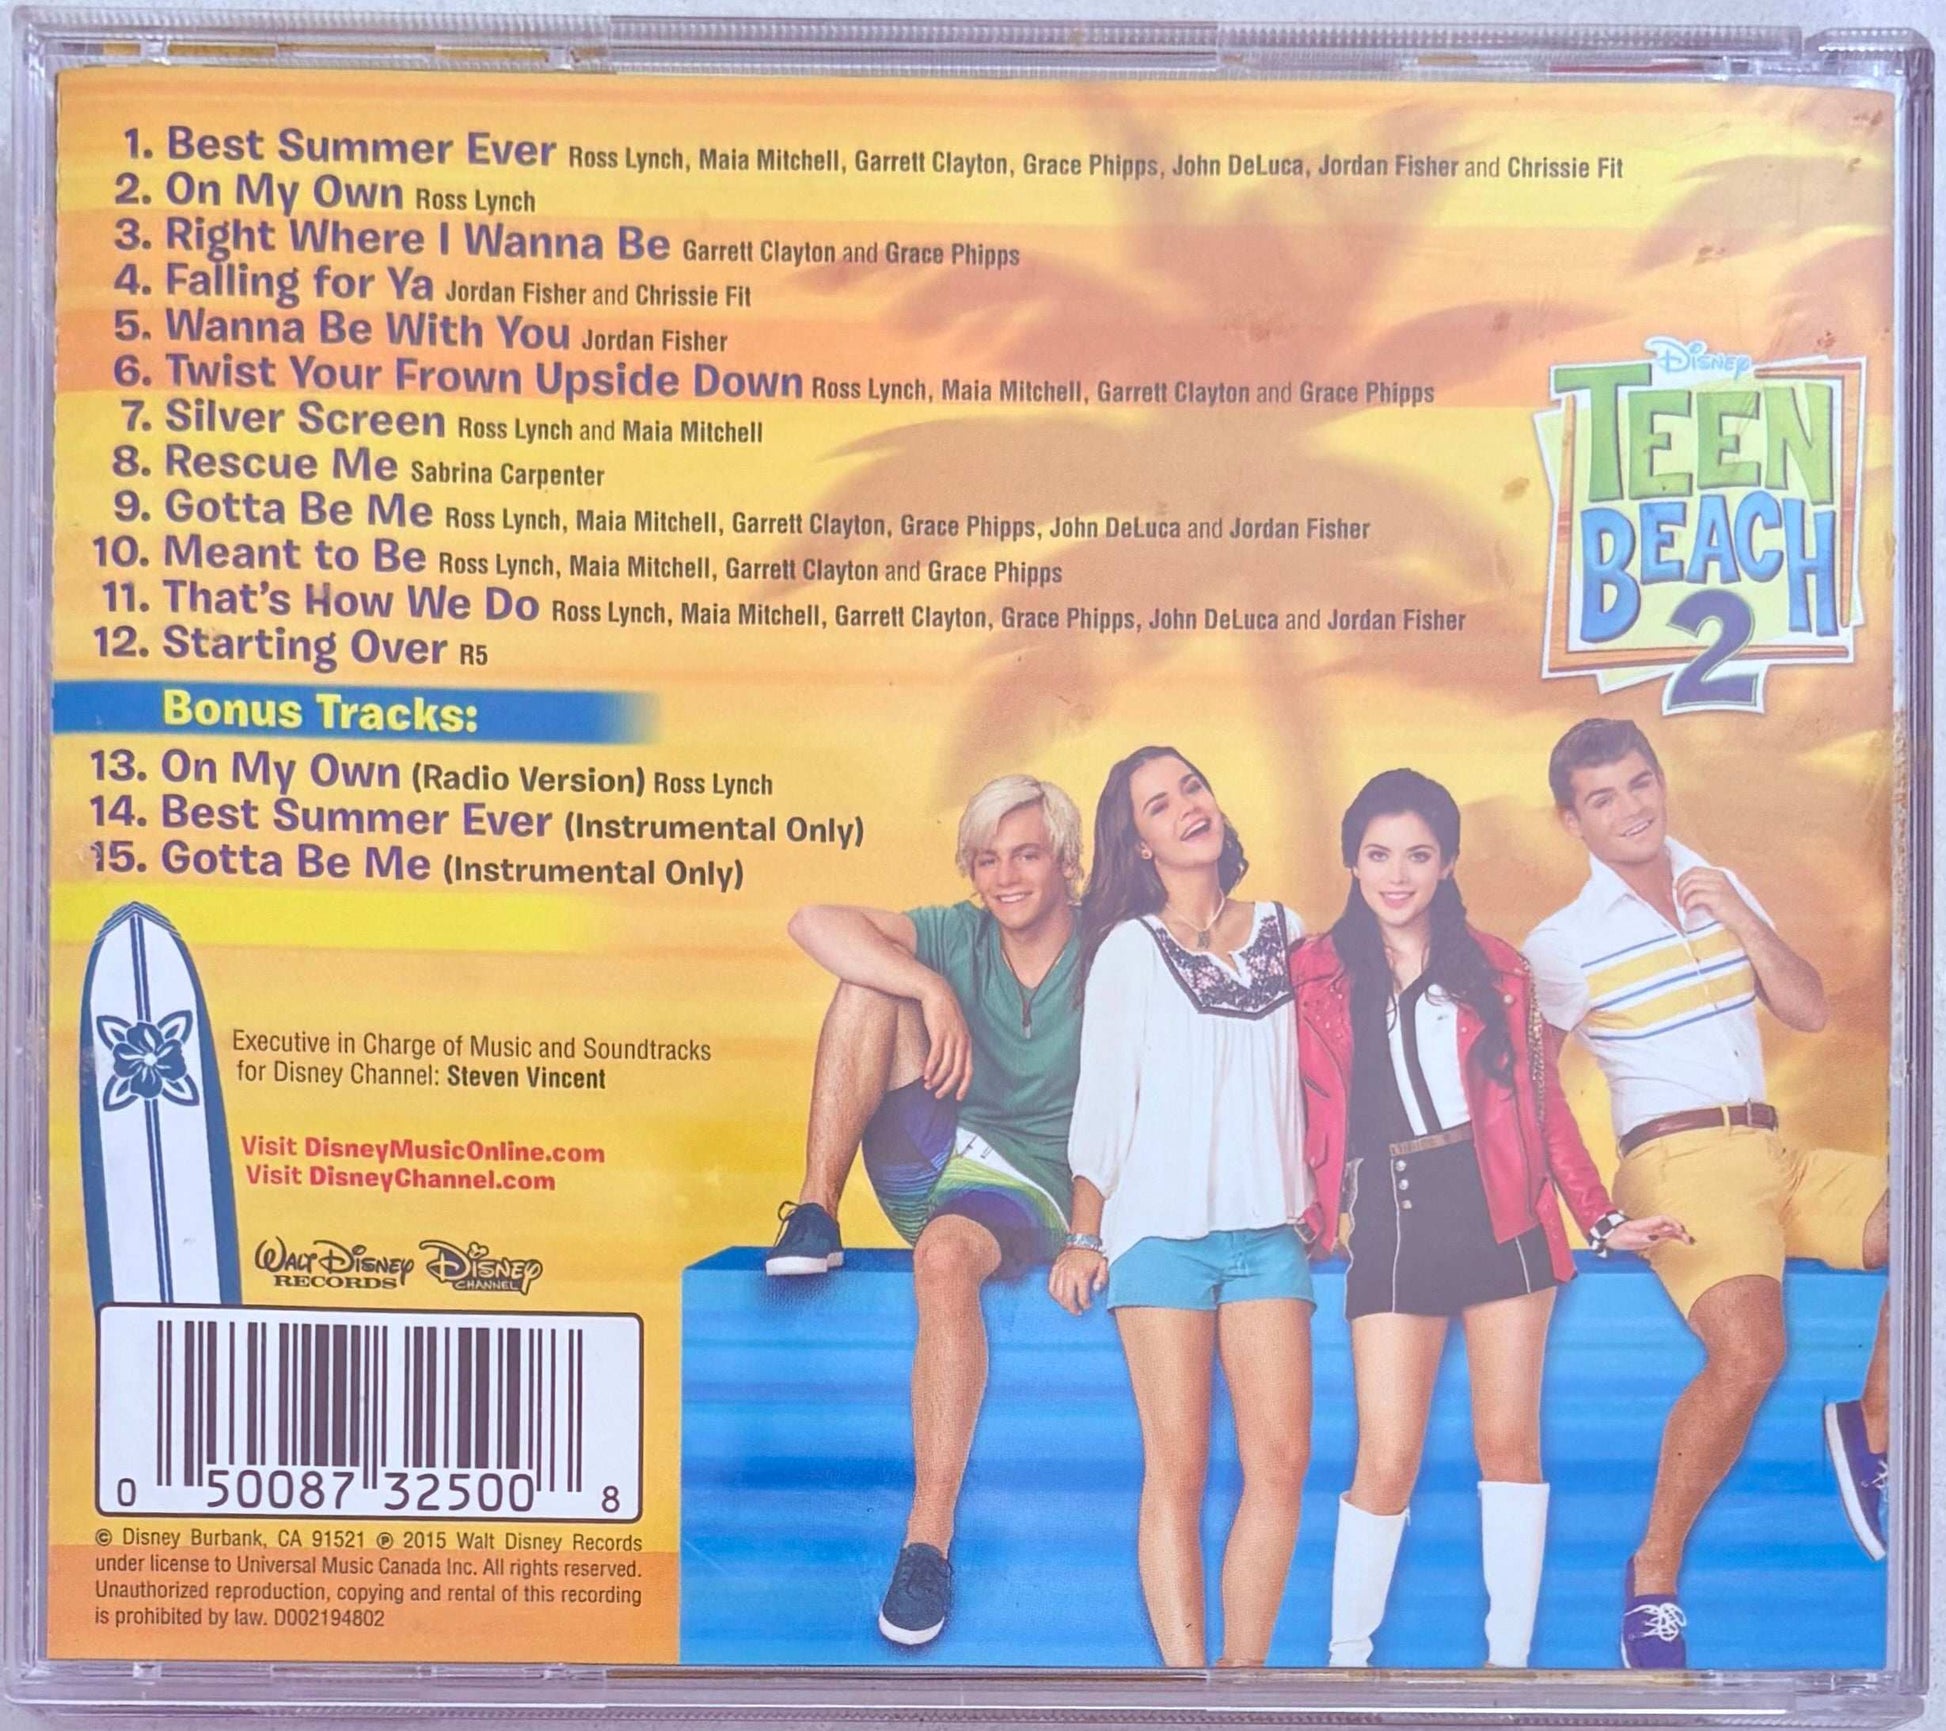 1. Best Summer Ever Ross Lynch, Maia Mitchell, Garrett Clayton, Grace Phipps, John DeLuca, Jordan Fisher and Chrissie Fit
2. On My Own Ross Lynch
3. Right Where I Wanna Be Garrett Clayton and Grace Phipps
4. Falling for Ya Jordan Fisher and Chrissie Fit
5. Wanna Be With You Jordan Fisher
6. Twist Your Frown Upside Down Ross Lynch, Maia Mitchell, Garrett Clayton and Grace Phipps
7. Silver Screen Ross Lynch and Maia Mitchell
8. Rescue Me Sabrina Carpenter
9. Gotta Be Me Ross Lynch, Maia Mitchell, Garrett Clayton, Grace Phipps, John DeLuca and Jordan Fisher
10. Meant to Be Ross Lynch, Maia Mitchell, Garrett Clayton and Grace Phipps
11. That's How We Do Ross Lynch, Maia Mitchell, Garrett Clayton, Grace Phipps, John DeLuca and Jordan Fisher
12. Starting Over R5
Bonus Tracks:
13. On My Own (Radio Version) Ross Lynch
14. Best Summer Ever (Instrumental Only)
15. Gotta Be Me (Instrumental Only)
Disney
TEEN
BEACH
2
Executive in Charge of Music and Soundtracks
for Disney Channel: Steven Vincent
Visit DisneyMusicOnline.com
Visit DisneyChannel.com
Walt Disney
RECORDS
Disney
CHANNEL
0 50087 32500 8
© Disney Burbank, CA 91521 ℗ 2015 Walt Disney Records
under license to Universal Music Canada Inc. All rights reserved.
Unauthorized reproduction, copying and rental of this recording
is prohibited by law. D002194802